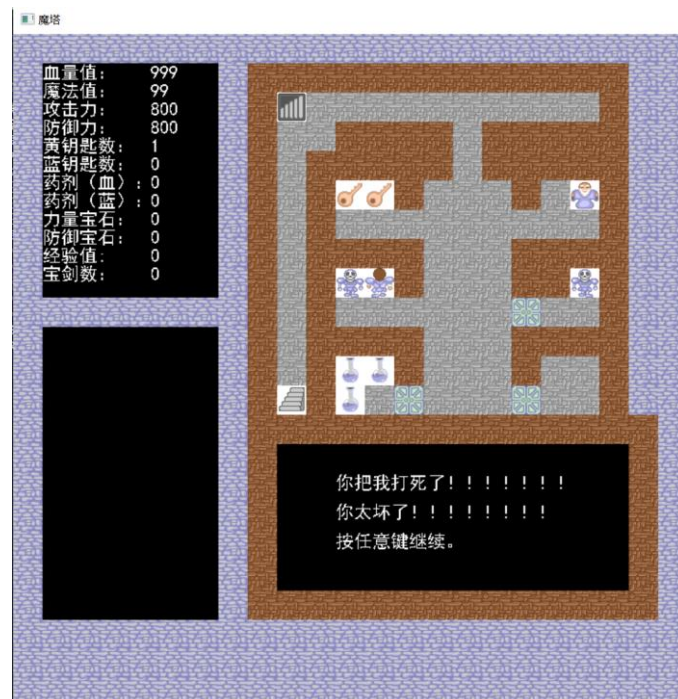 魔塔
血量值: 999
魔法值: 99
攻击力: 800
防御力: 800
黄钥匙数: 1
蓝钥匙数: 0
药剂（血）: 0
药剂（蓝）: 0
力量宝石: 0
防御宝石: 0
经验值: 0
宝剑数: 0
你把我打死了!!!!!!!
你太坏了!!!!!!!!
按任意键继续。